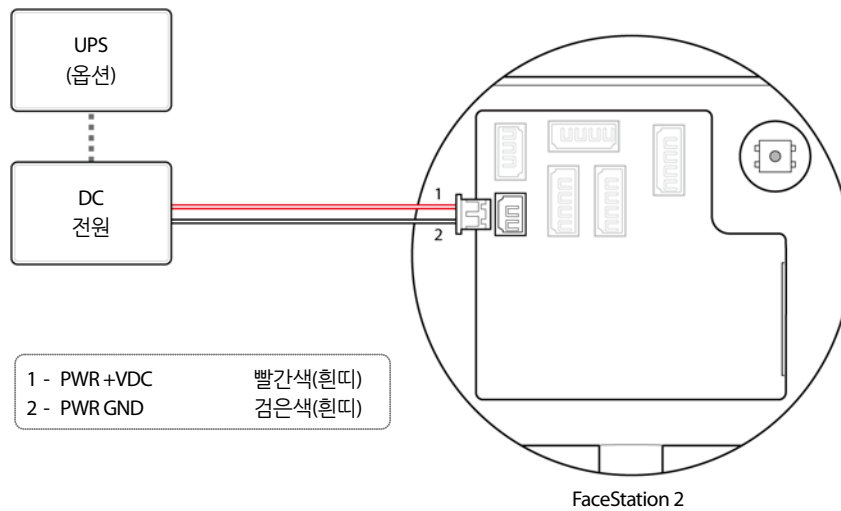 UPS
(옵션)
DC
전원
1
2
1 - PWR +VDC 빨간색(흰띠)
2 - PWR GND 검은색(흰띠)
FaceStation 2